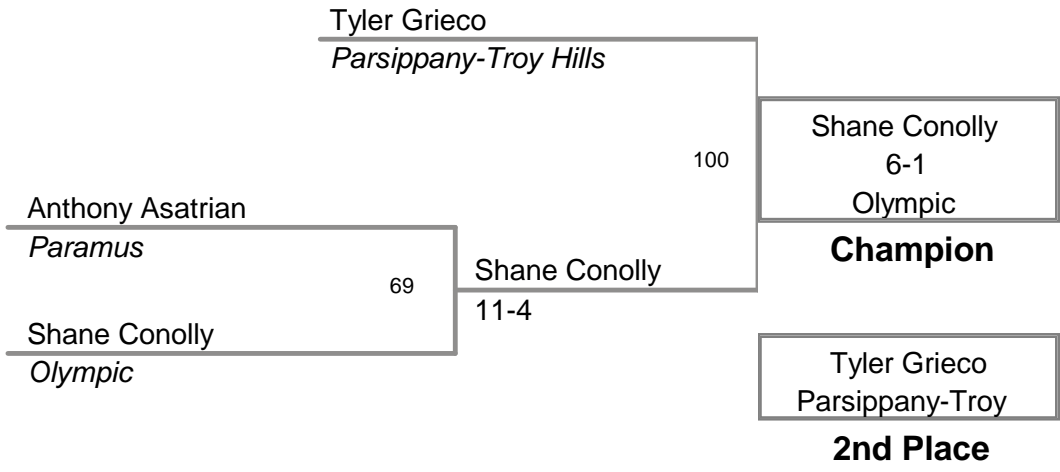 Tyler Grieco
Parsippany-Troy Hills
100
Shane Conolly
6-1
Olympic
Champion
Anthony Asatrian
Paramus
69
Shane Conolly
11-4
Shane Conolly
Olympic
Tyler Grieco
Parsippany-Troy
2nd Place